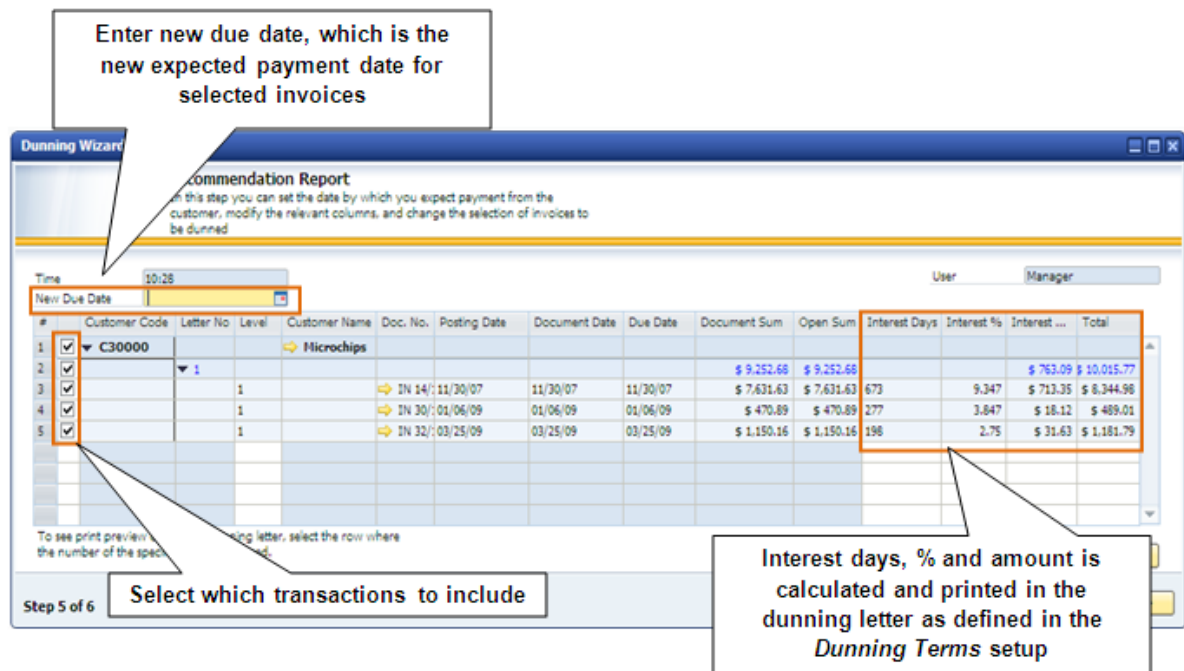 Enter new due date, which is the
new expected payment date for
selected invoices
Dunning Wizard
commendation Report
In this step you can set the date by which you expect payment from the
customer, modify the relevant columns, and change the selection of invoices to
be dunned
Time 10:28 User Manager
New Due Date
# Customer Code Letter No Level Customer Name Doc. No. Posting Date Document Date Due Date Document Sum Open Sum Interest Days Interest % Interest ... Total
1 C30000 Microchips
2 1 $ 9,252.68 $ 9,252.68 $ 763.09 $ 10,015.77
3 1 IN 14/ 11/30/07 11/30/07 11/30/07 $ 7,631.63 $ 7,631.63 673 9.347 $ 713.35 $ 8,344.98
4 1 IN 30/ 01/06/09 01/06/09 01/06/09 $ 470.89 $ 470.89 277 3.847 $ 18.12 $ 489.01
5 1 IN 32/ 03/25/09 03/25/09 03/25/09 $ 1,150.16 $ 1,150.16 198 2.75 $ 31.63 $ 1,181.79
To see print preview ning letter, select the row where
the number of the spec
Select which transactions to include
Step 5 of 6
Interest days, % and amount is
calculated and printed in the
dunning letter as defined in the
Dunning Terms setup